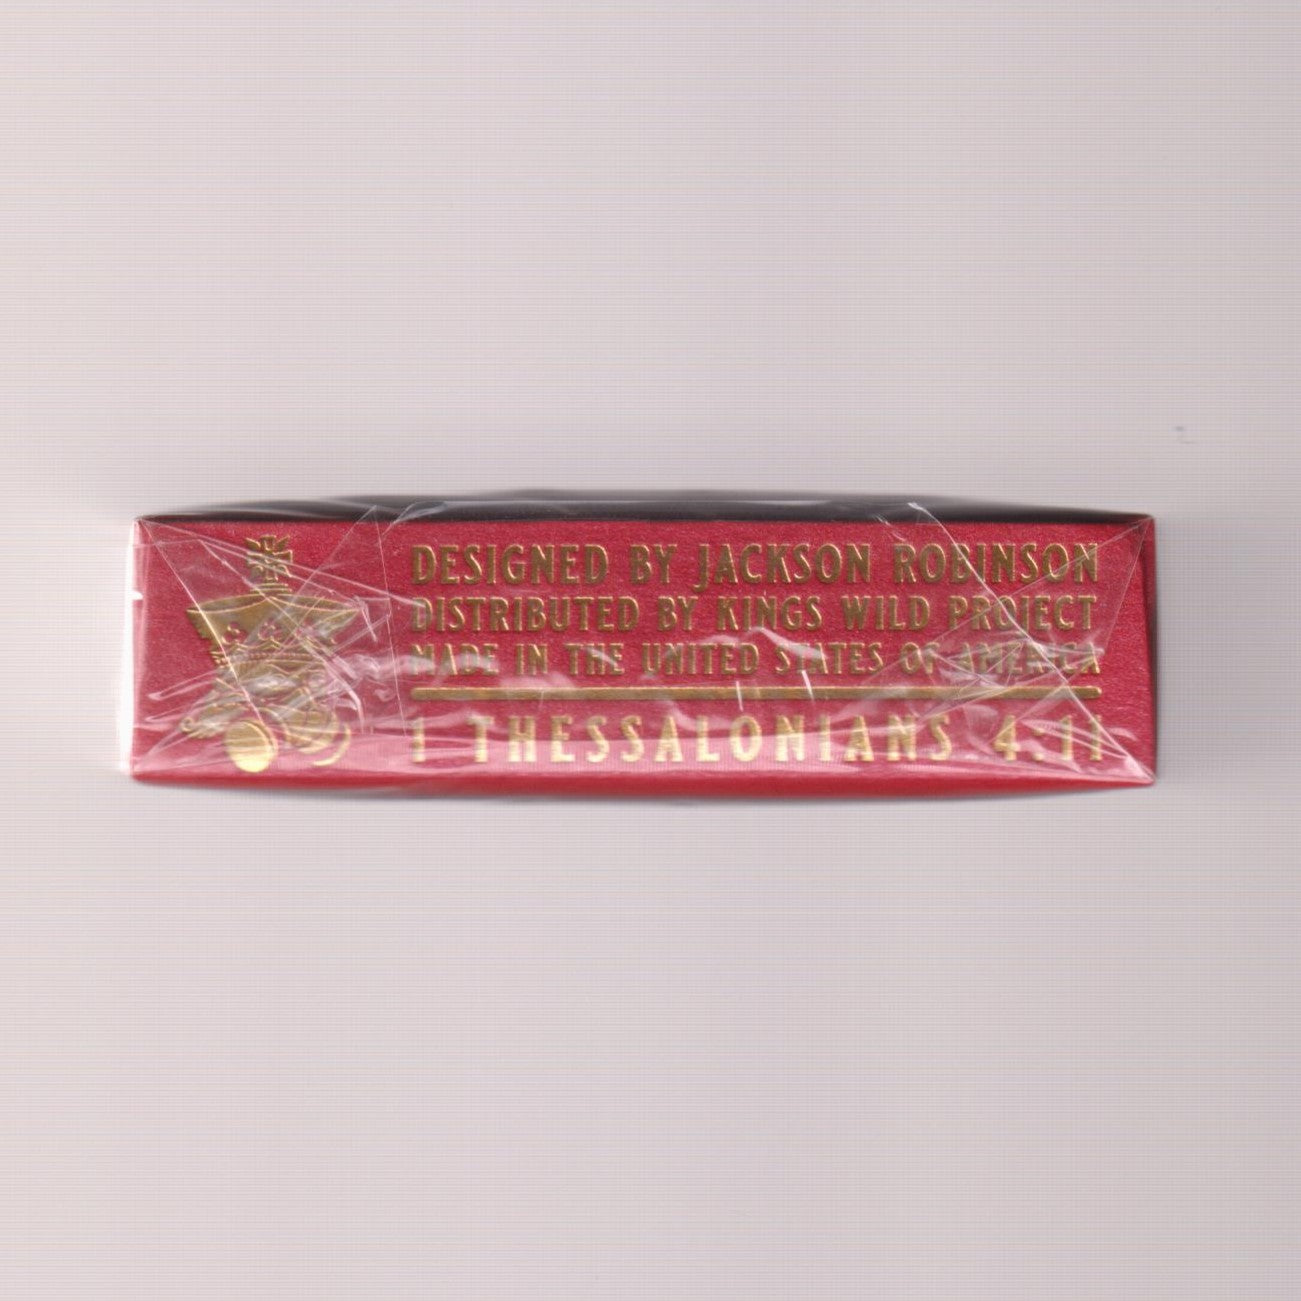 DESIGNED BY JACKSON ROBINSON
DISTRIBUTED BY KINGS WILD PROJECT
MADE IN THE UNITED STATES OF AMERICA
1 THESSALONIANS 4:11